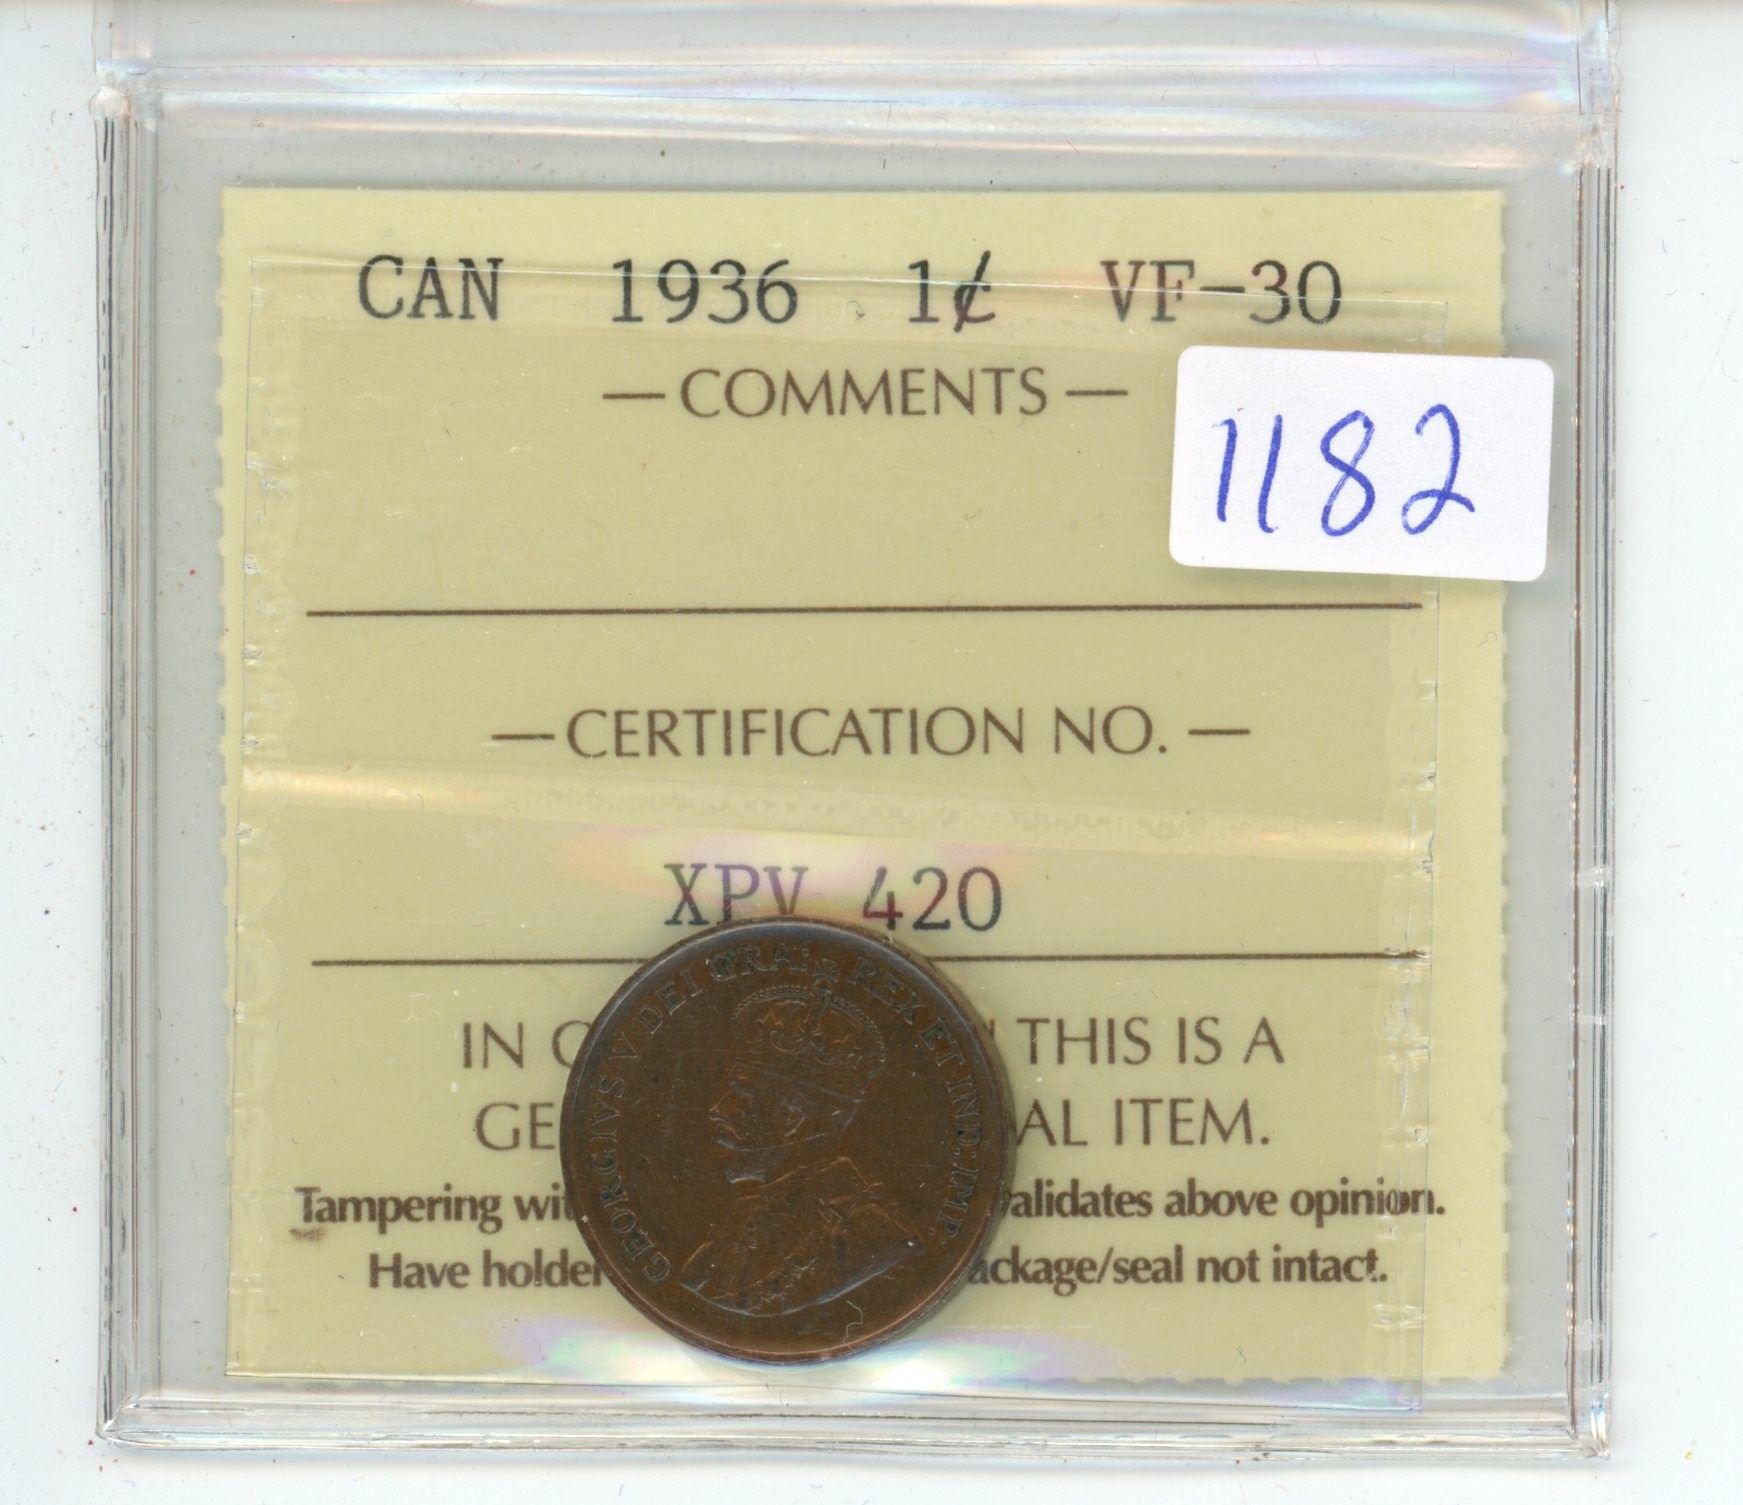 CAN 1936 1¢ VF-30
— COMMENTS —
1182
— CERTIFICATION NO. —
XPV 420
IN THIS IS A
GE AL ITEM.
Tampering wit alidates above opinion.
Have holder ackage/seal not intact.
GEORGIVS V DEI GRA: REX ET IND: IMP: